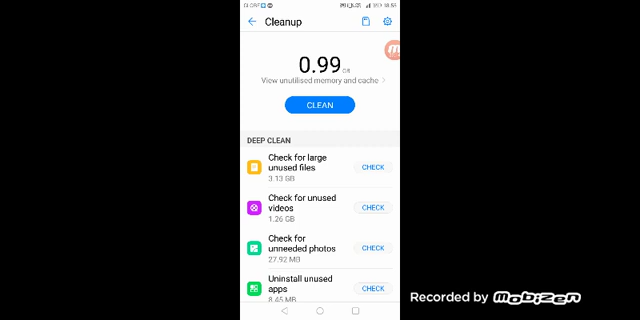 Cleanup
0.99 GB
View unutilised memory and cache
CLEAN
DEEP CLEAN
Check for large
unused files
3.13 GB
CHECK
Check for unused
videos
1.26 GB
CHECK
Check for
unneeded photos
27.92 MB
CHECK
Uninstall unused
apps
8.45 MB
CHECK
Recorded by MOBIZEN